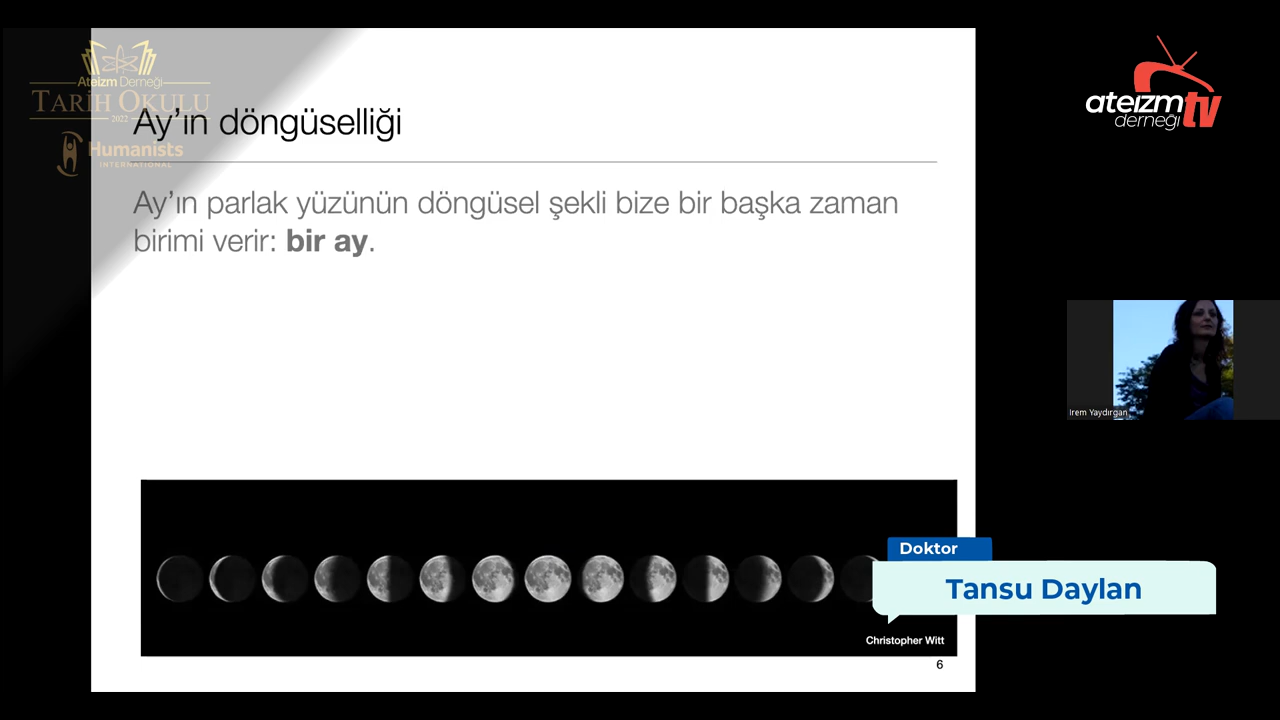 Ateizm Derneği
TARİH OKULU
2022
Humanists
INTERNATIONAL
ateizm tv
derneği
Ay’ın döngüselliği
Ay’ın parlak yüzünün döngüsel şekli bize bir başka zaman
birimi verir: bir ay.
Irem Yaydırgan
Doktor
Tansu Daylan
Christopher Witt
6